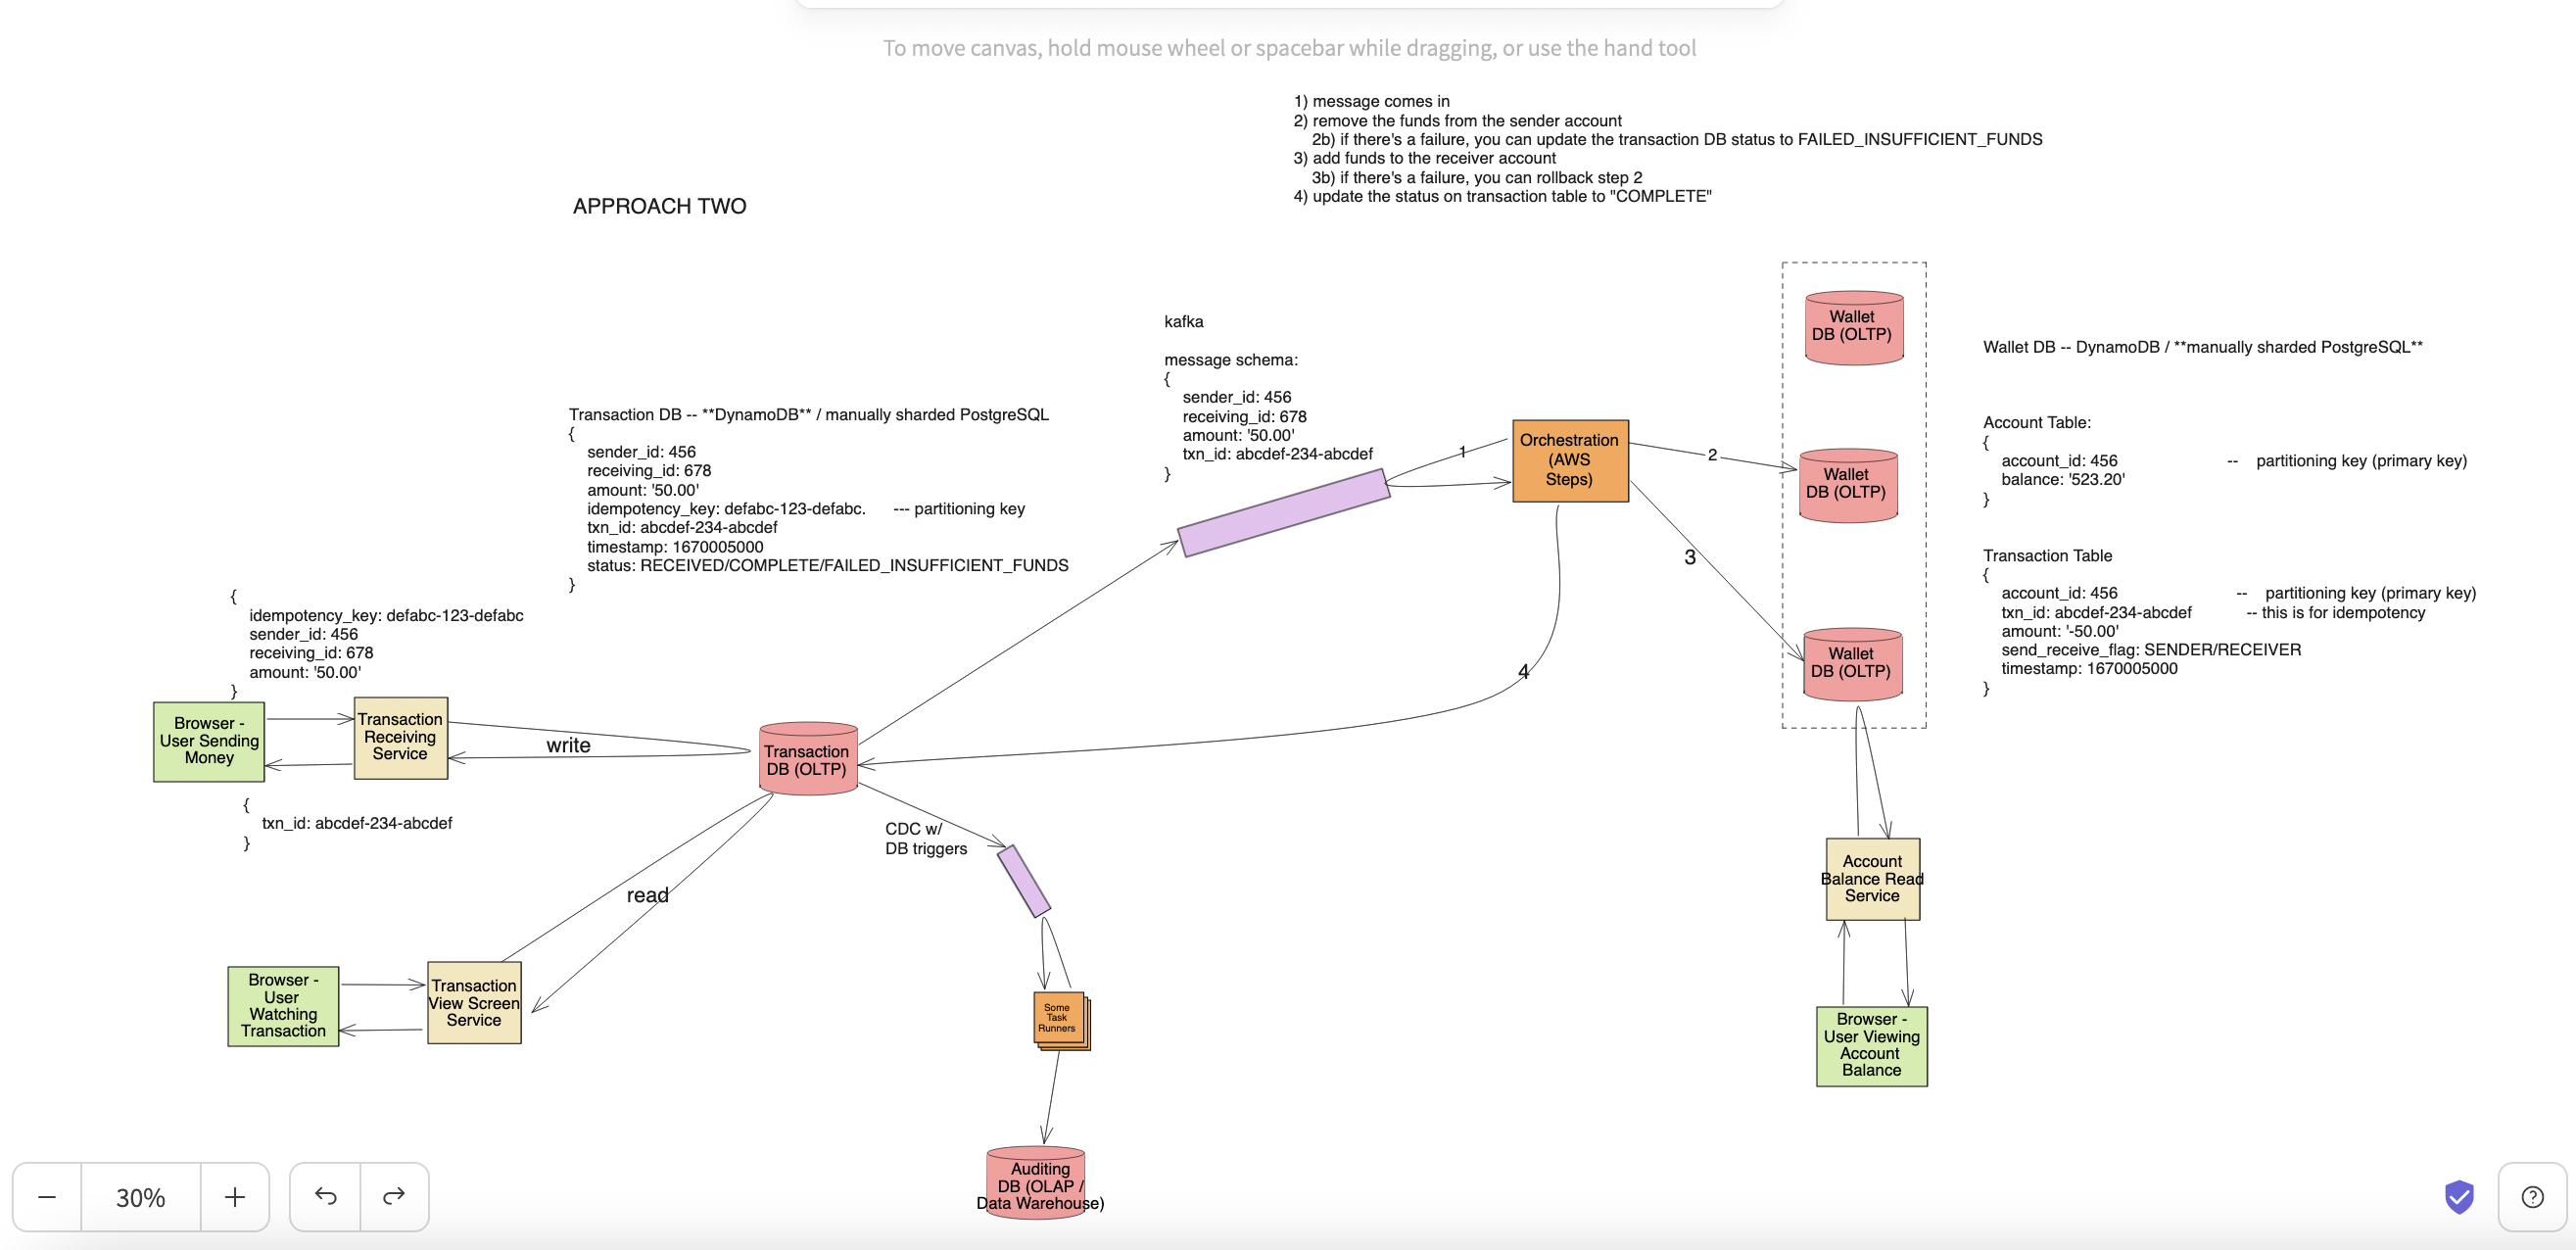 To move canvas, hold mouse wheel or spacebar while dragging, or use the hand tool
1) message comes in
2) remove the funds from the sender account
2b) if there's a failure, you can update the transaction DB status to FAILED_INSUFFICIENT_FUNDS
3) add funds to the receiver account
3b) if there's a failure, you can rollback step 2
4) update the status on transaction table to "COMPLETE"
APPROACH TWO
kafka
message schema:
{
sender_id: 456
receiving_id: 678
amount: '50.00'
txn_id: abcdef-234-abcdef
}
Transaction DB -- **DynamoDB** / manually sharded PostgreSQL
{
sender_id: 456
receiving_id: 678
amount: '50.00'
idempotency_key: defabc-123-defabc. --- partitioning key
txn_id: abcdef-234-abcdef
timestamp: 1670005000
status: RECEIVED/COMPLETE/FAILED_INSUFFICIENT_FUNDS
}
{
idempotency_key: defabc-123-defabc
sender_id: 456
receiving_id: 678
amount: '50.00'
}
Browser -
User Sending
Money
Transaction
Receiving
Service
write
{
txn_id: abcdef-234-abcdef
}
Transaction
DB (OLTP)
read
Browser -
User
Watching
Transaction
Transaction
View Screen
Service
CDC w/
DB triggers
Some
Task
Runners
Auditing
DB (OLAP /
Data Warehouse)
1
Orchestration
(AWS
Steps)
2
3
4
Wallet
DB (OLTP)
Wallet
DB (OLTP)
Wallet
DB (OLTP)
Wallet DB -- DynamoDB / **manually sharded PostgreSQL**
Account Table:
{
account_id: 456 -- partitioning key (primary key)
balance: '523.20'
}
Transaction Table
{
account_id: 456 -- partitioning key (primary key)
txn_id: abcdef-234-abcdef -- this is for idempotency
amount: '-50.00'
send_receive_flag: SENDER/RECEIVER
timestamp: 1670005000
}
Account
Balance Read
Service
Browser -
User Viewing
Account
Balance
30%